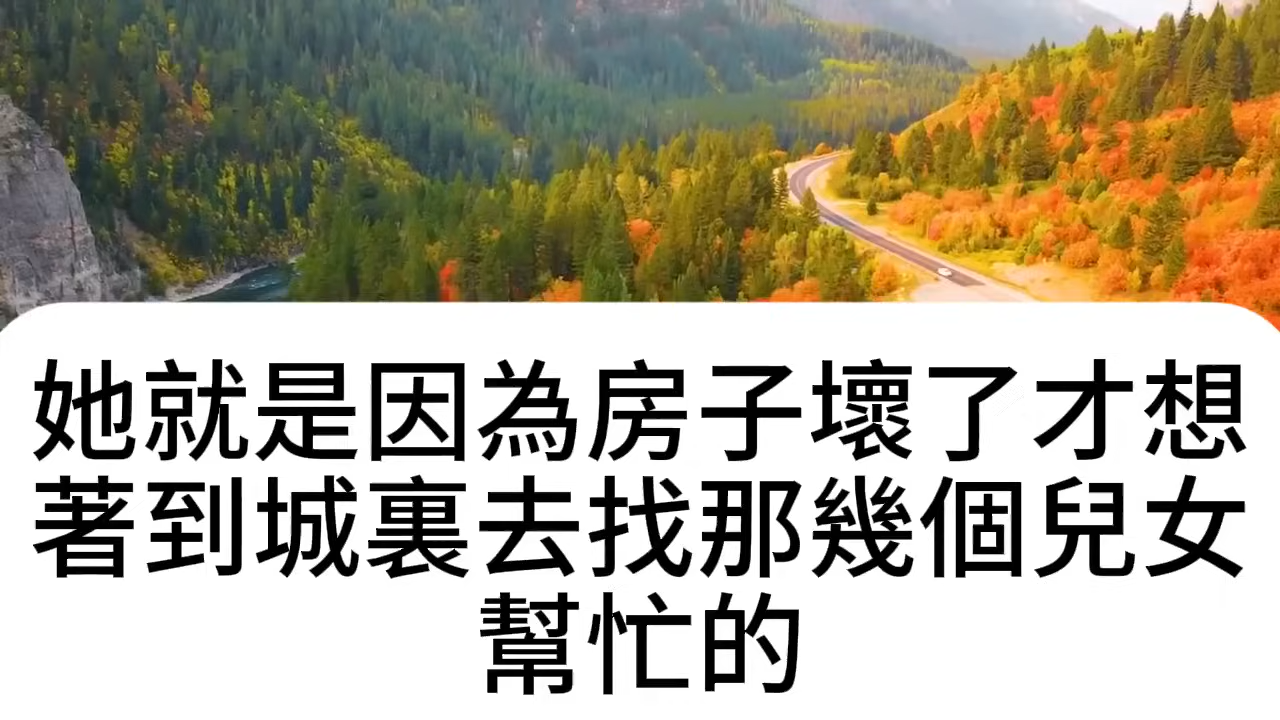 她就是因為房子壞了才想
著到城裏去找那幾個兒女
幫忙的